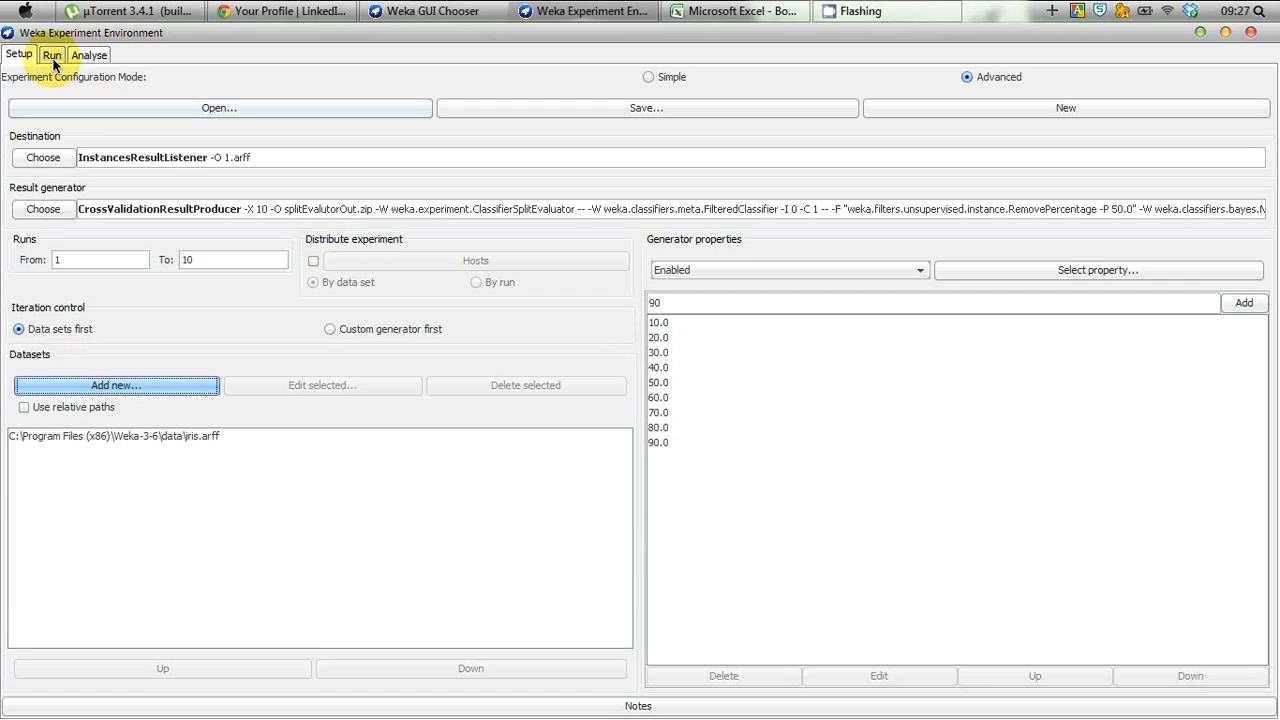 µTorrent 3.4.1 (buil...
Your Profile | LinkedI...
Weka GUI Chooser
Weka Experiment En...
Microsoft Excel - Bo...
Flashing
09:27
Weka Experiment Environment
Setup
Run
Analyse
Experiment Configuration Mode:
Simple
Advanced
Open...
Save...
New
Destination
Choose
InstancesResultListener -O 1.arff
Result generator
Choose
CrossValidationResultProducer -X 10 -O splitEvalutorOut.zip -W weka.experiment.ClassifierSplitEvaluator -- -W weka.classifiers.meta.FilteredClassifier -I 0 -C 1 -- -F "weka.filters.unsupervised.instance.RemovePercentage -P 50.0" -W weka.classifiers.bayes.N
Runs
From: 1
To: 10
Distribute experiment
Hosts
By data set
By run
Generator properties
Enabled
Select property...
Iteration control
Data sets first
Custom generator first
90
Add
10.0
20.0
30.0
40.0
50.0
60.0
70.0
80.0
90.0
Datasets
Add new...
Edit selected...
Delete selected
Use relative paths
C:\Program Files (x86)\Weka-3-6\data\iris.arff
Up
Down
Delete
Edit
Up
Down
Notes